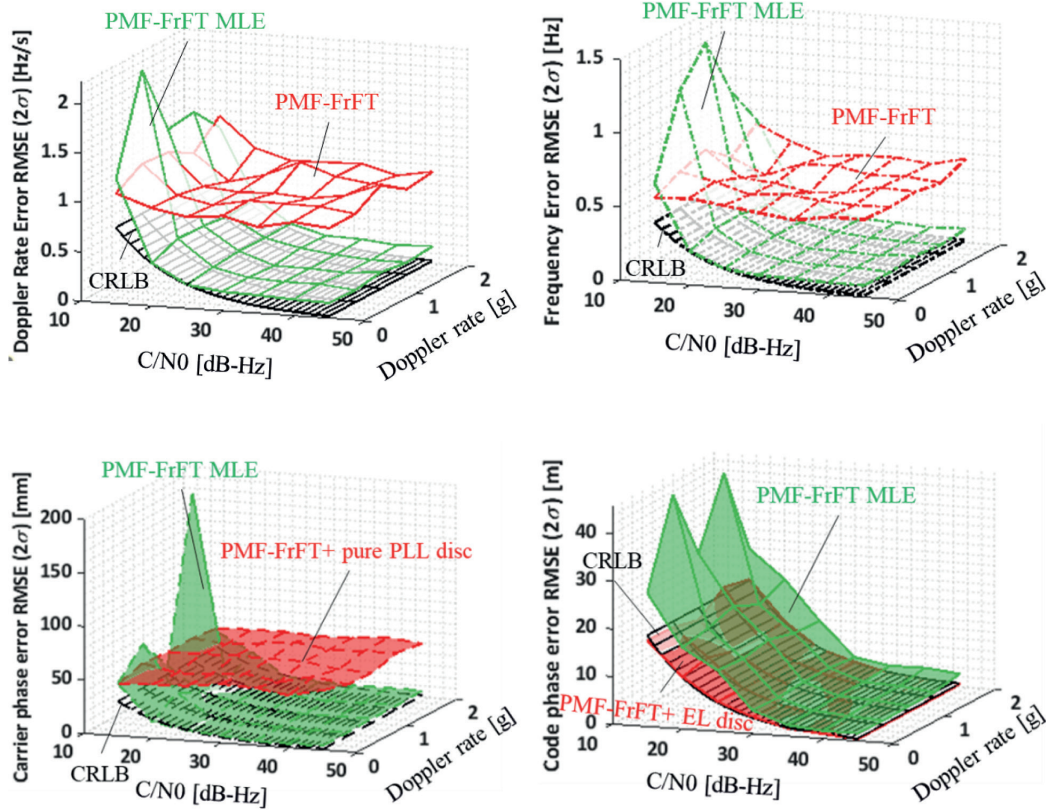 PMF-FrFT MLE
PMF-FrFT
CRLB
Doppler Rate Error RMSE (2σ) [Hz/s]
2
1.5
1
0.5
0
10
20
30
40
50
C/N0 [dB-Hz]
0
1
2
Doppler rate [g]
PMF-FrFT MLE
PMF-FrFT
CRLB
Frequency Error RMSE (2σ) [Hz]
1.5
1
0.5
0
10
20
30
40
50
C/N0 [dB-Hz]
0
1
2
Doppler rate [g]
PMF-FrFT MLE
PMF-FrFT+ pure PLL disc
CRLB
Carrier phase error RMSE (2σ) [mm]
200
150
100
50
0
10
20
30
40
50
C/N0 [dB-Hz]
0
1
2
Doppler rate [g]
PMF-FrFT MLE
CRLB
PMF-FrFT+ EL disc
Code phase error RMSE (2σ) [m]
40
30
20
10
0
10
20
30
40
50
C/N0 [dB-Hz]
0
1
2
Doppler rate [g]